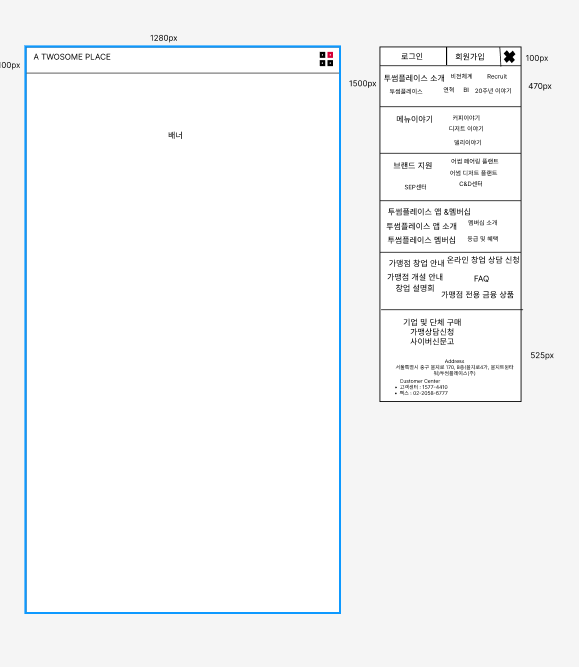 1280px
A TWOSOME PLACE
100px
배너
로그인 회원가입
100px
1500px
투썸플레이스 소개 비전체계 Recruit
투썸플레이스 연혁 BI 20주년 이야기
470px
메뉴이야기 커피이야기
디저트 이야기
델리이야기
브랜드 지원 어썸 페어링 플랜트
어썸 디저트 플랜트
SEP센터 C&D센터
투썸플레이스 앱 &멤버십
투썸플레이스 앱 소개 멤버십 소개
투썸플레이스 멤버십 등급 및 혜택
가맹점 창업 안내 온라인 창업 상담 신청
가맹점 개설 안내 FAQ
창업 설명회
가맹점 전용 금융 상품
기업 및 단체 구매
가맹상담신청
사이버신문고
525px
Address
서울특별시 중구 을지로 170, 8층(을지로4가, 을지트윈타
워/투썸플레이스(주)
Customer Center
• 고객센터 : 1577-4410
• 팩스 : 02-2058-6777